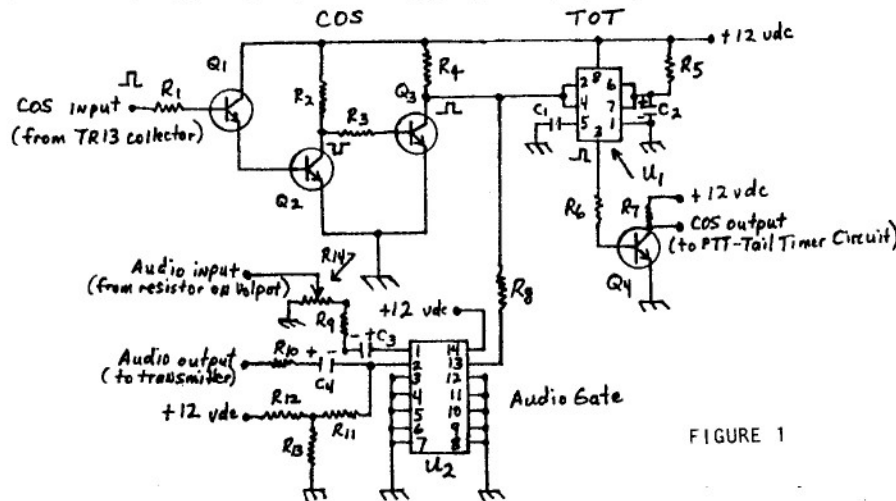 COS TOT
+12 vdc
Q1 R4 R5
R2 Q3
R1 R3
COS input
(from TR13 collector)
Q2
2 8 6
4 7
5 3 1
C1 + - C2
U1
R6 R7 +12 vdc
COS output
(to PTT-Tail Timer Circuit)
Q4
R14
Audio input
(from resistor on Volpot)
R9 - + C3
+12 vdc R8
Audio output
(to transmitter)
R10 + - C4
+12 vdc R12 R11
R13
1 14
2 13
3 12
4 11
5 10
6 9
7 8
U2
Audio Gate
FIGURE 1